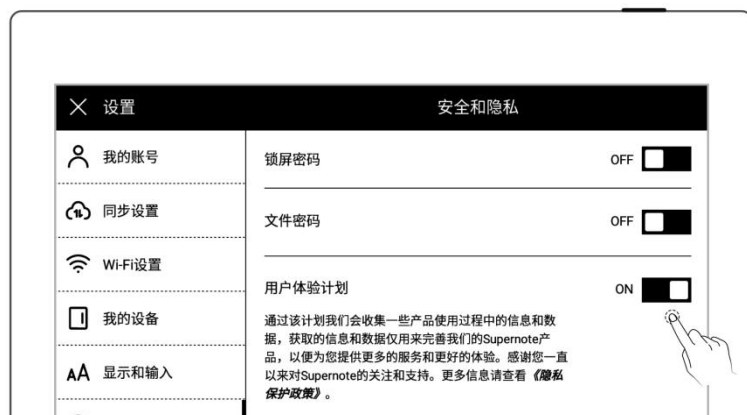 设置
安全和隐私
我的账号
同步设置
Wi-Fi设置
我的设备
显示和输入
锁屏密码
OFF
文件密码
OFF
用户体验计划
ON
通过该计划我们会收集一些产品使用过程中的信息和数
据，获取的信息和数据仅用来完善我们的Supernote产
品，以便为您提供更多的服务和更好的体验。感谢您一直
以来对Supernote的关注和支持。更多信息请查看《隐私
保护政策》。